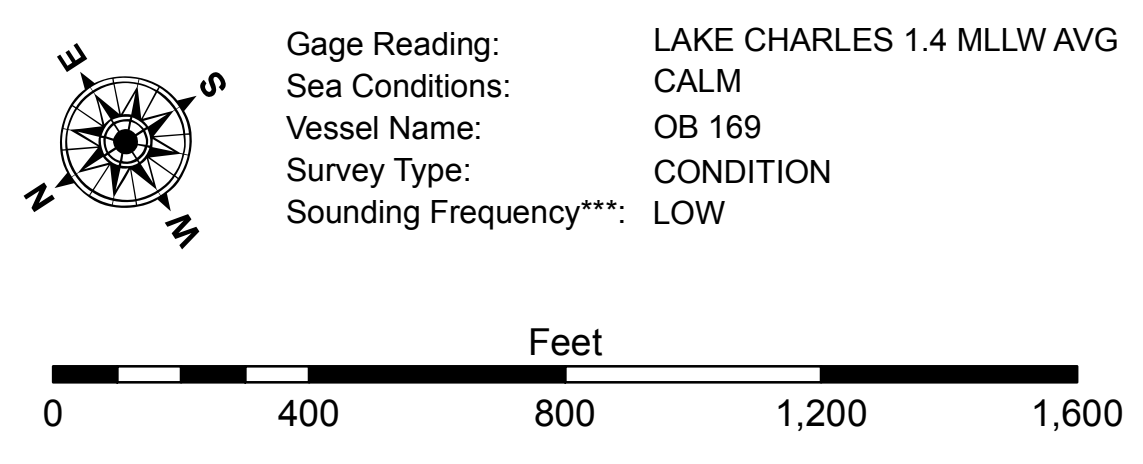 E
S
N
W
Gage Reading: LAKE CHARLES 1.4 MLLW AVG
Sea Conditions: CALM
Vessel Name: OB 169
Survey Type: CONDITION
Sounding Frequency***: LOW
Feet
0 400 800 1,200 1,600